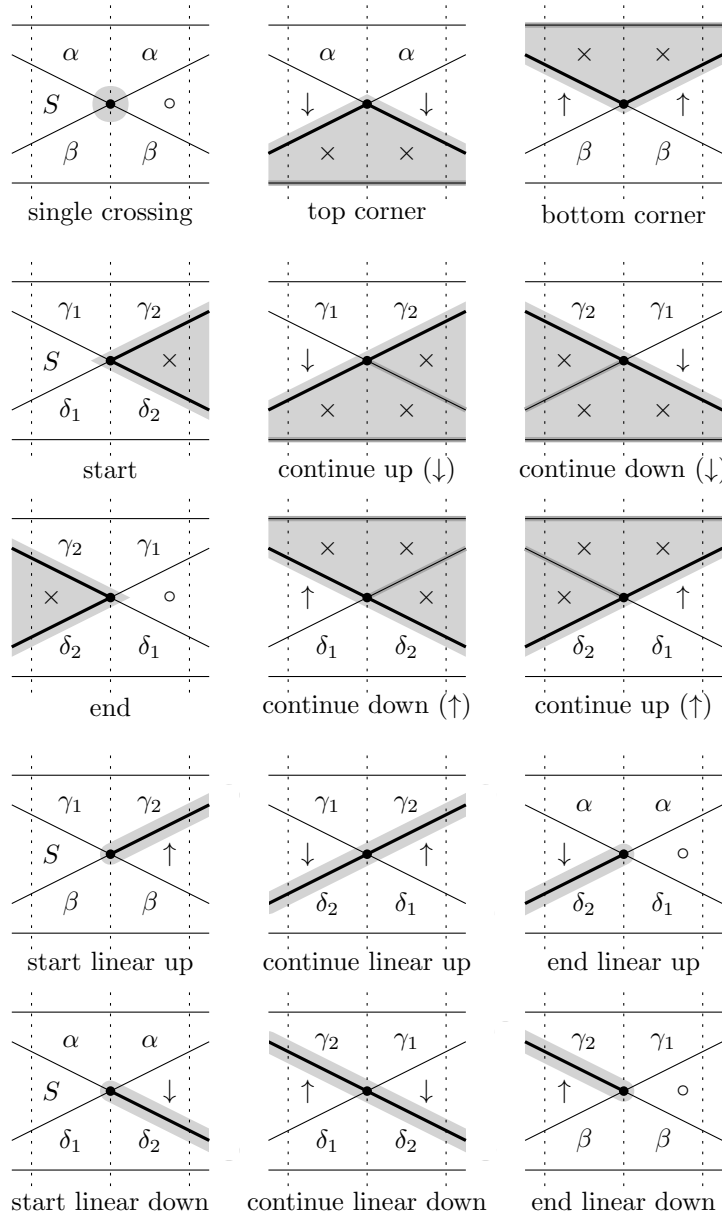 α α
S ∘
β β
single crossing
α α
↓ ↓
× ×
top corner
× ×
↑ ↑
β β
bottom corner
γ₁ γ₂
S ×
δ₁ δ₂
start
γ₁ γ₂
↓ ×
× ×
continue up (↓)
γ₂ γ₁
× ↓
× ×
continue down (↓)
γ₂ γ₁
× ∘
δ₂ δ₁
end
× ×
↑ ×
δ₁ δ₂
continue down (↑)
× ×
× ↑
δ₂ δ₁
continue up (↑)
γ₁ γ₂
S ↑
β β
start linear up
γ₁ γ₂
↓ ↑
δ₂ δ₁
continue linear up
α α
↓ ∘
δ₂ δ₁
end linear up
α α
S ↓
δ₁ δ₂
start linear down
γ₂ γ₁
↑ ↓
δ₁ δ₂
continue linear down
γ₂ γ₁
↑ ∘
β β
end linear down